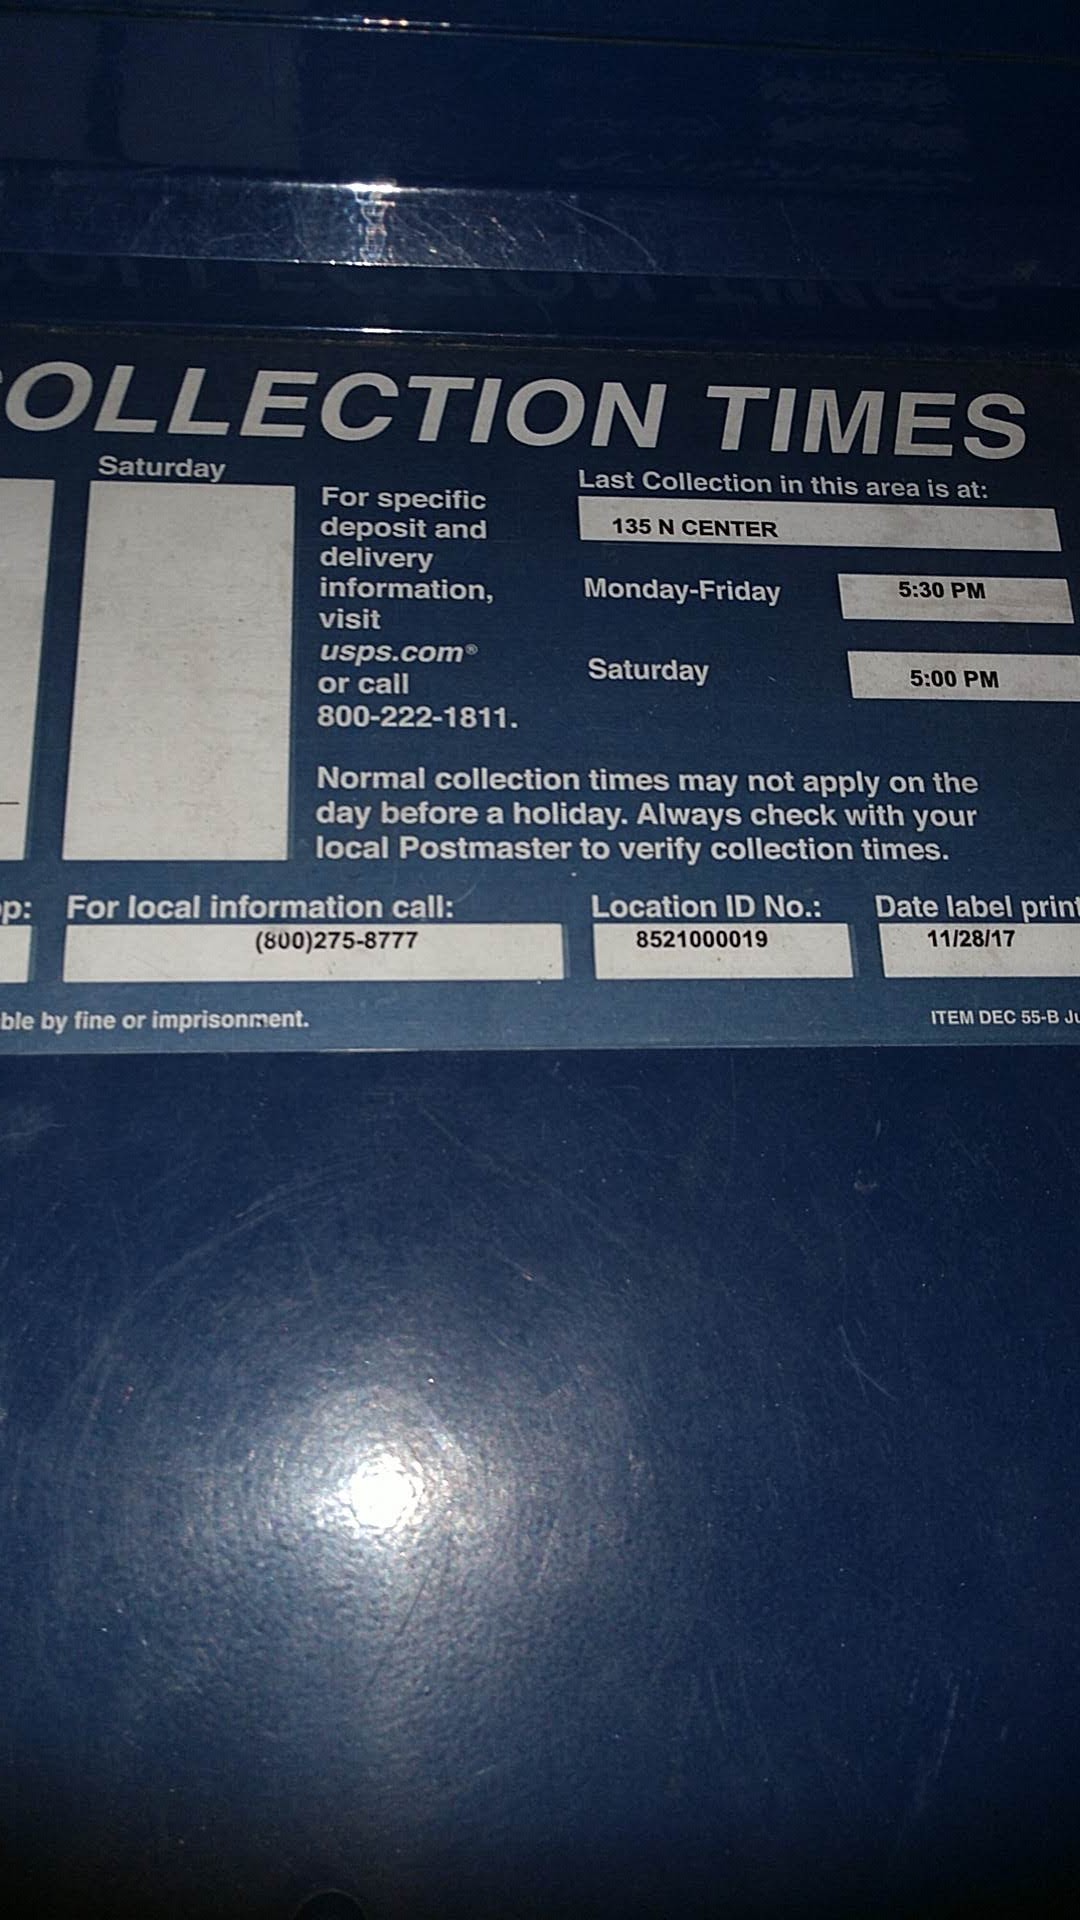 OLLECTION TIMES
Saturday
For specific
deposit and
delivery
information,
visit
usps.com®
or call
800-222-1811.
Last Collection in this area is at:
135 N CENTER
Monday-Friday 5:30 PM
Saturday 5:00 PM
Normal collection times may not apply on the
day before a holiday. Always check with your
local Postmaster to verify collection times.
p: For local information call: Location ID No.: Date label print
(800)275-8777 8521000019 11/28/17
ble by fine or imprisonment. ITEM DEC 55-B Ju